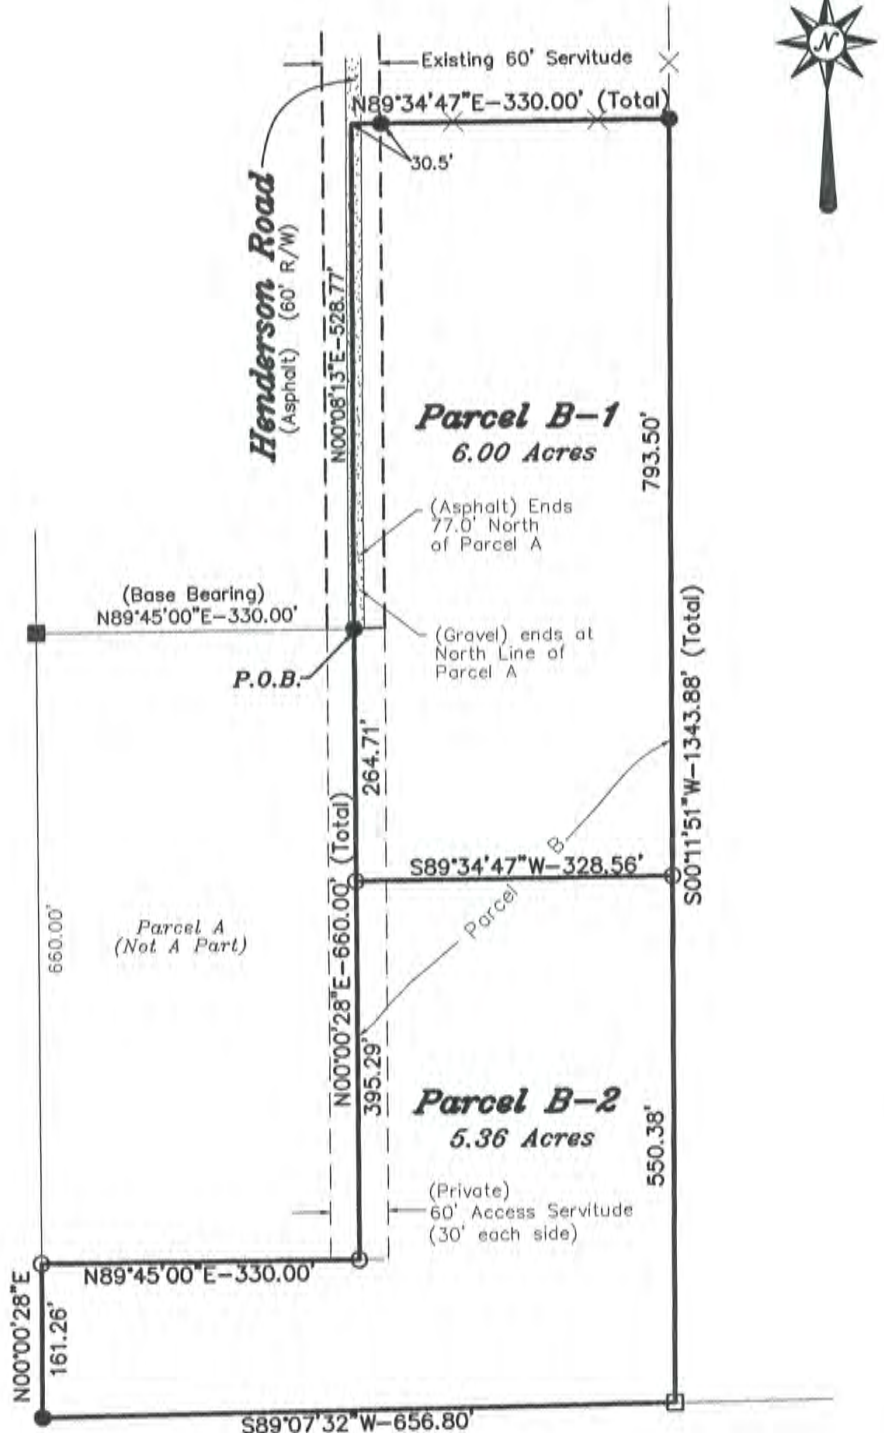 N
Existing 60' Servitude
N89°34'47"E-330.00' (Total)
30.5'
Henderson Road
(Asphalt) (60' R/W)
N00°08'13"E-528.77'
Parcel B-1
6.00 Acres
793.50'
(Asphalt) Ends
77.0' North
of Parcel A
(Base Bearing)
N89°45'00"E-330.00'
(Gravel) ends at
North Line of
Parcel A
P.O.B.
264.71'
S00°11'51"W-1343.88' (Total)
N00°00'28"E-660.00' (Total)
S89°34'47"W-328.56'
Parcel B
660.00'
Parcel A
(Not A Part)
395.29'
Parcel B-2
5.36 Acres
550.38'
(Private)
60' Access Servitude
(30' each side)
N89°45'00"E-330.00'
N00°00'28"E
161.26'
S89°07'32"W-656.80'